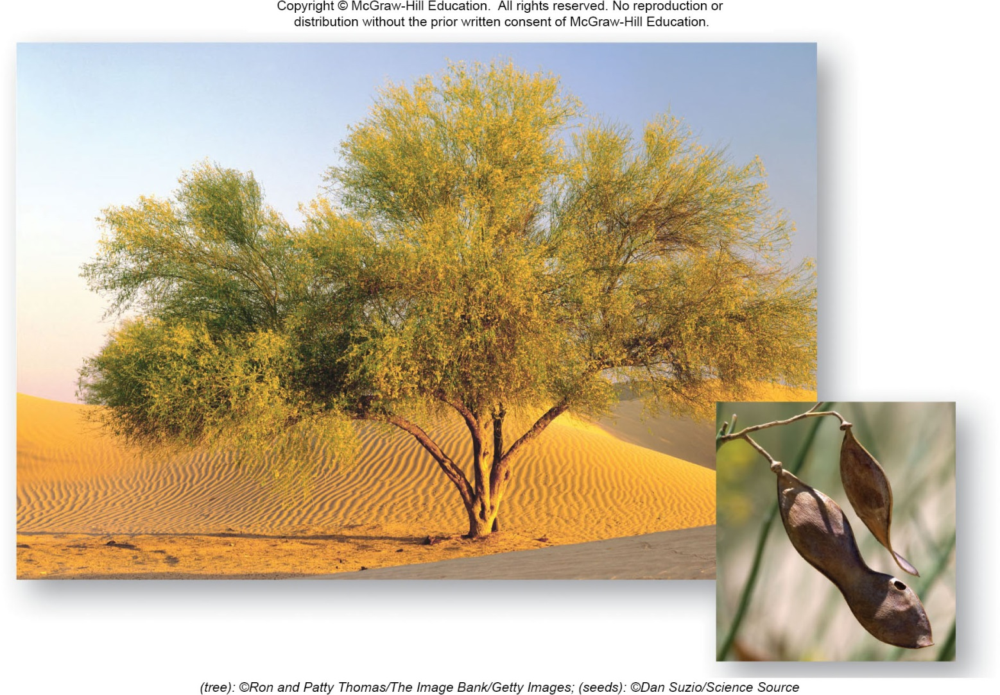 Copyright © McGraw-Hill Education.  All rights reserved. No reproduction or
distribution without the prior written consent of McGraw-Hill Education.
(tree): ©Ron and Patty Thomas/The Image Bank/Getty Images; (seeds): ©Dan Suzio/Science Source